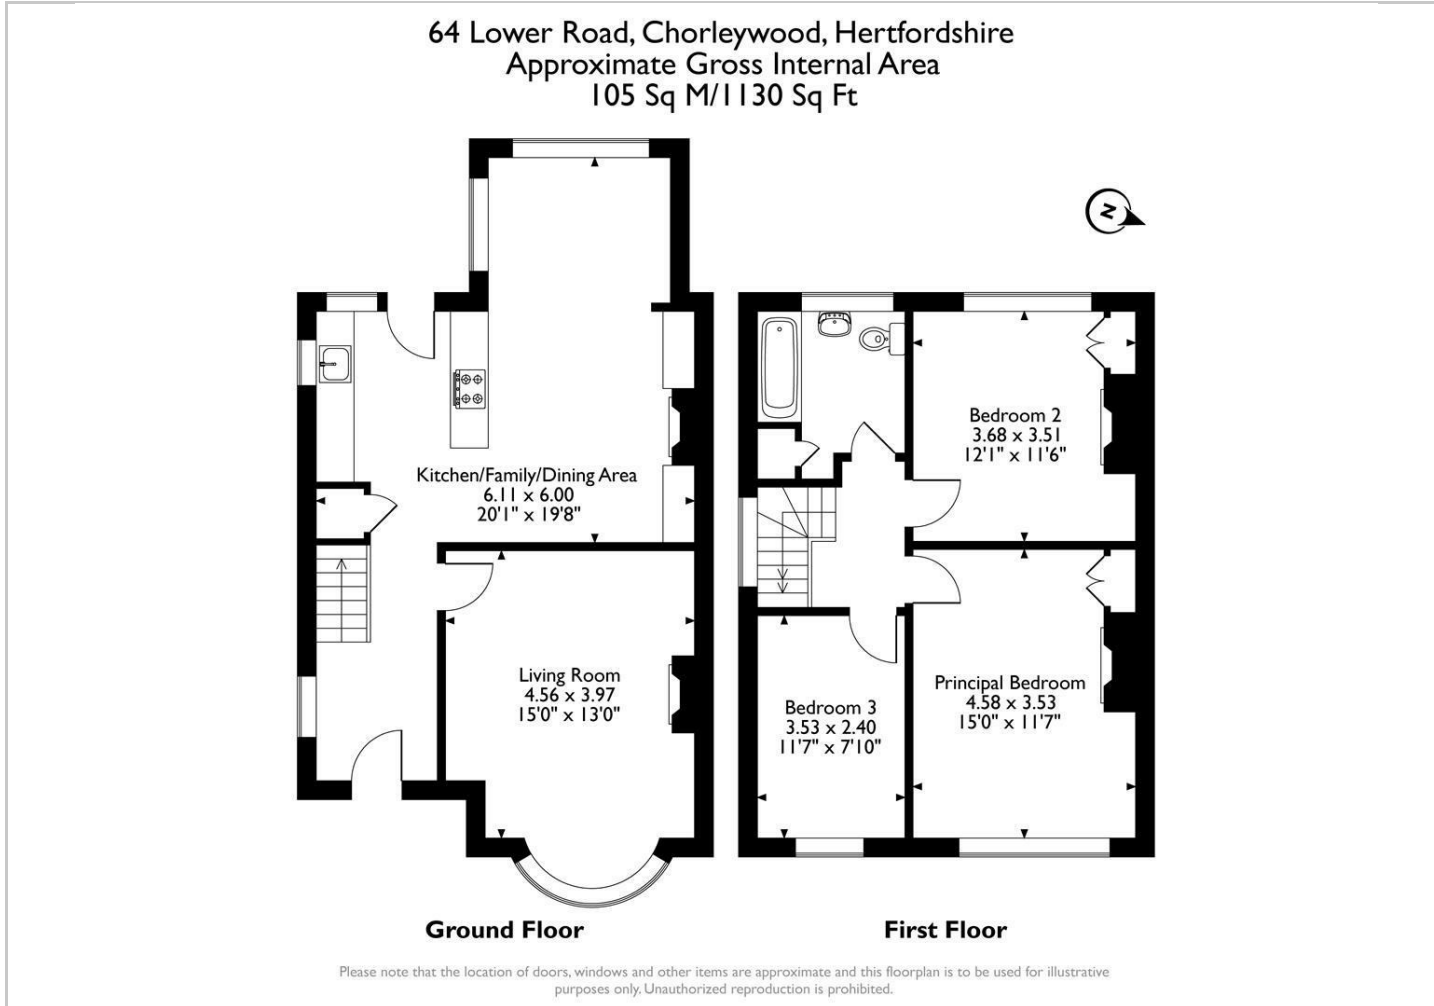 64 Lower Road, Chorleywood, Hertfordshire
Approximate Gross Internal Area
105 Sq M/1130 Sq Ft
N
Kitchen/Family/Dining Area
6.11 x 6.00
20'1" x 19'8"
Living Room
4.56 x 3.97
15'0" x 13'0"
Bedroom 2
3.68 x 3.51
12'1" x 11'6"
Bedroom 3
3.53 x 2.40
11'7" x 7'10"
Principal Bedroom
4.58 x 3.53
15'0" x 11'7"
Ground Floor
First Floor
Please note that the location of doors, windows and other items are approximate and this floorplan is to be used for illustrative
purposes only. Unauthorized reproduction is prohibited.